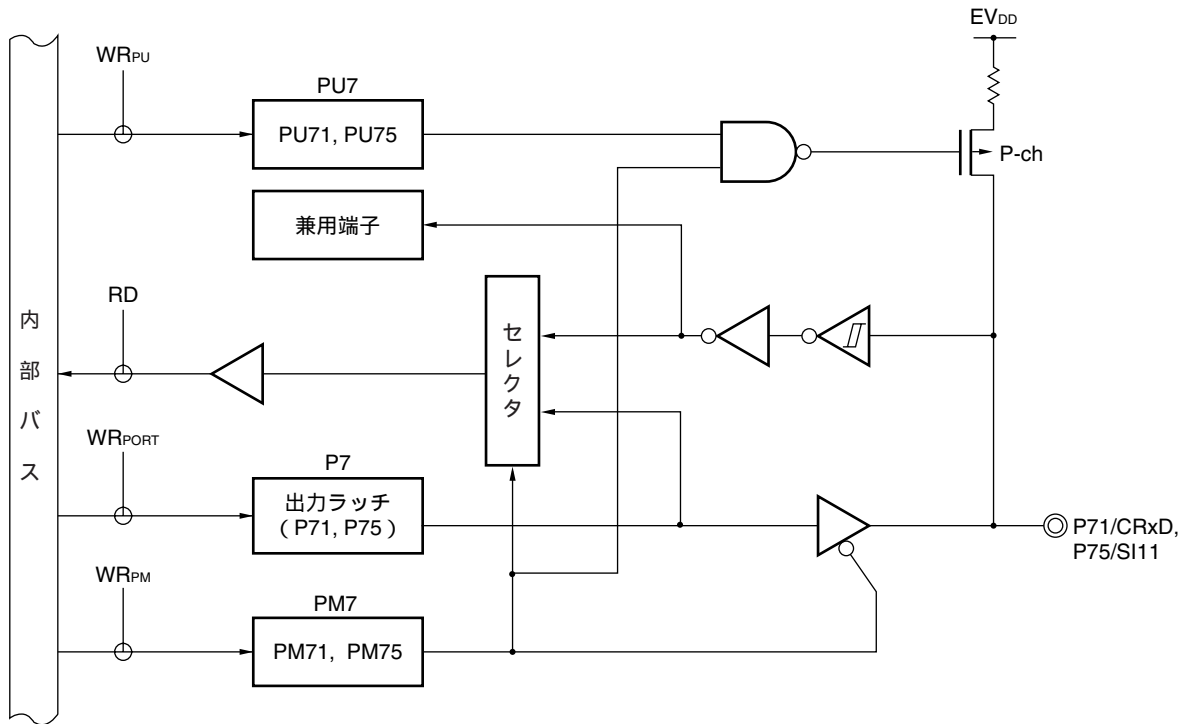 EVDD
WRPU
PU7
PU71, PU75
P-ch
兼用端子
RD
内部バス
セレクタ
WRPORT
P7
出力ラッチ
(P71, P75)
P71/CRxD,
P75/SI11
WRPM
PM7
PM71, PM75